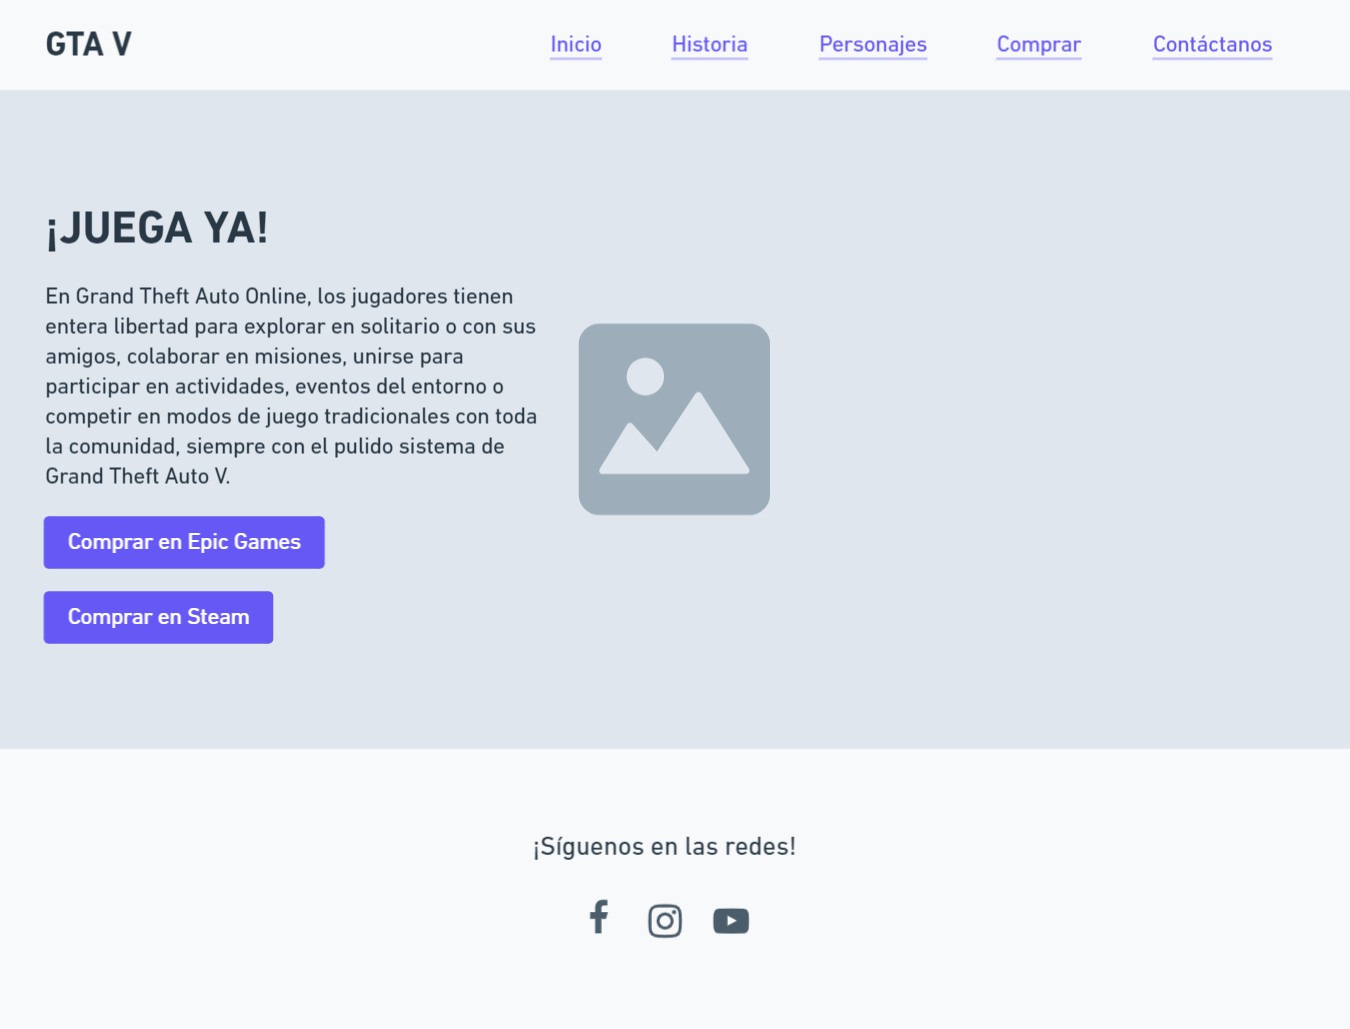 GTA V
Inicio
Historia
Personajes
Comprar
Contáctanos
¡JUEGA YA!
En Grand Theft Auto Online, los jugadores tienen
entera libertad para explorar en solitario o con sus
amigos, colaborar en misiones, unirse para
participar en actividades, eventos del entorno o
competir en modos de juego tradicionales con toda
la comunidad, siempre con el pulido sistema de
Grand Theft Auto V.
Comprar en Epic Games
Comprar en Steam
¡Síguenos en las redes!